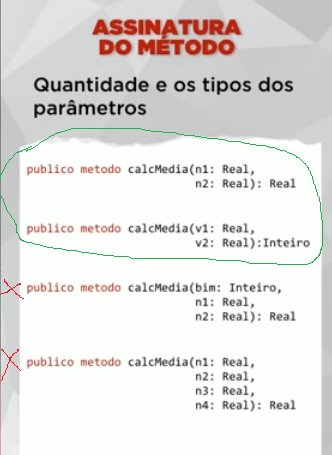 ASSINATURA
DO MÉTODO
Quantidade e os tipos dos
parâmetros
publico metodo calcMedia(n1: Real,
n2: Real): Real
publico metodo calcMedia(v1: Real,
v2: Real):Inteiro
publico metodo calcMedia(bim: Inteiro,
n1: Real,
n2: Real): Real
publico metodo calcMedia(n1: Real,
n2: Real,
n3: Real,
n4: Real): Real